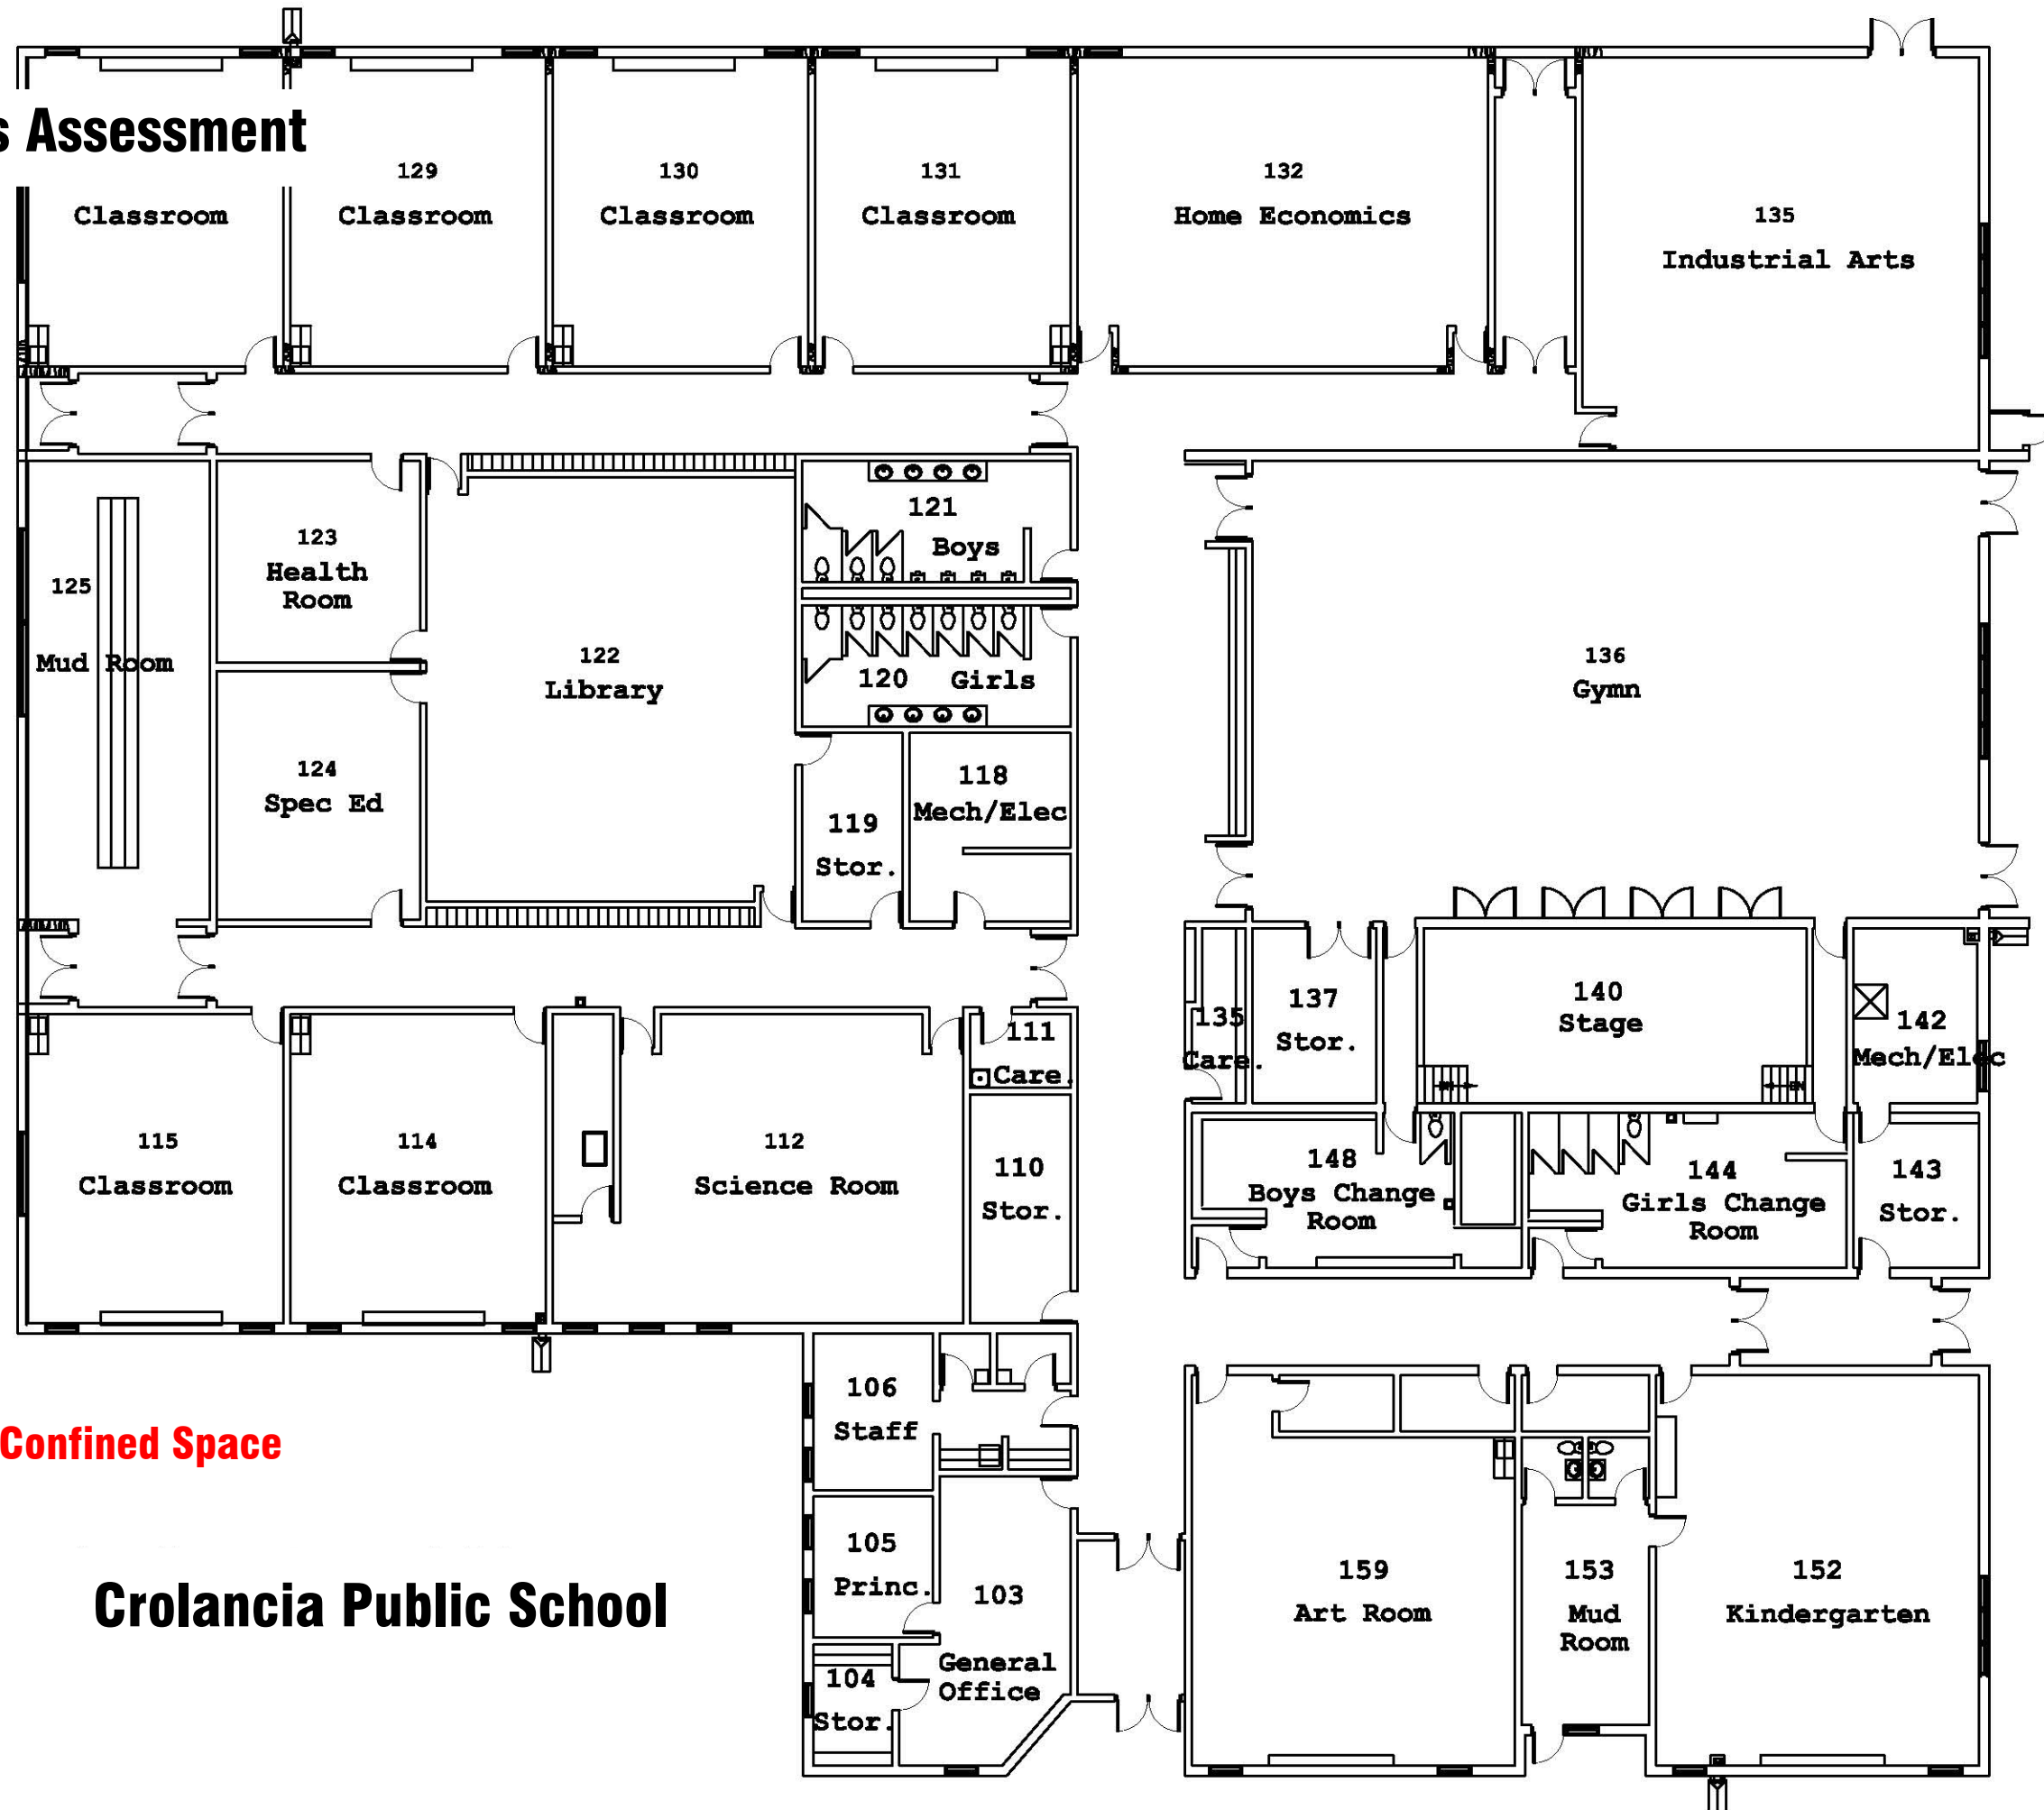 s Assessment
Classroom
129
Classroom
130
Classroom
131
Classroom
132
Home Economics
135
Industrial Arts
125
Mud Room
123
Health
Room
124
Spec Ed
122
Library
121
Boys
120 Girls
119
Stor.
118
Mech/Elec
136
Gymn
135
Care.
137
Stor.
140
Stage
142
Mech/Elec
115
Classroom
114
Classroom
112
Science Room
111
Care.
110
Stor.
148
Boys Change
Room
144
Girls Change
Room
143
Stor.
106
Staff
105
Princ.
104
Stor.
103
General
Office
159
Art Room
153
Mud
Room
152
Kindergarten
Confined Space
Crolancia Public School